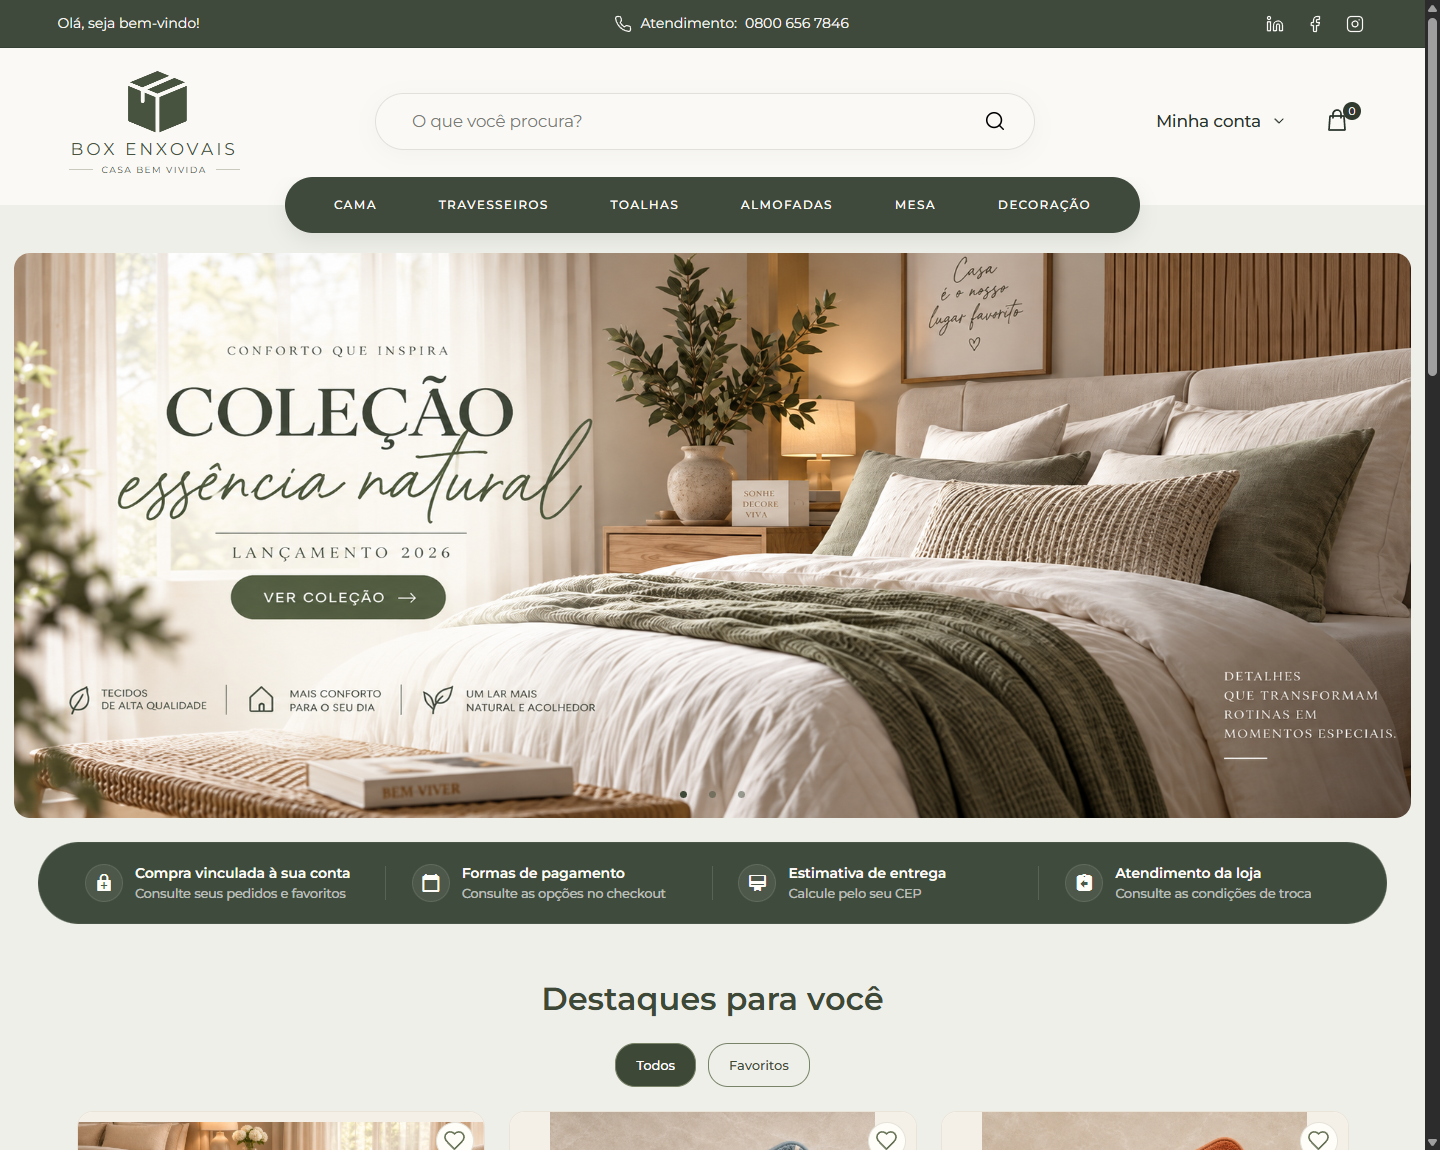 Olá, seja bem-vindo!
Atendimento: 0800 656 7846
BOX ENXOVAIS
CASA BEM VIVIDA
O que você procura?
Minha conta
0
CAMA TRAVESSEIROS TOALHAS ALMOFADAS MESA DECORAÇÃO
Casa
é o nosso
lugar favorito
CONFORTO QUE INSPIRA
COLEÇÃO
essência natural
LANÇAMENTO 2026
VER COLEÇÃO
SONHE
DECORE
VIVA
TECIDOS
DE ALTA QUALIDADE
MAIS CONFORTO
PARA O SEU DIA
UM LAR MAIS
NATURAL E ACOLHEDOR
DETALHES
QUE TRANSFORMAM
ROTINAS EM
MOMENTOS ESPECIAIS.
BEM VIVER
Compra vinculada à sua conta
Consulte seus pedidos e favoritos
Formas de pagamento
Consulte as opções no checkout
Estimativa de entrega
Calcule pelo seu CEP
Atendimento da loja
Consulte as condições de troca
Destaques para você
Todos
Favoritos